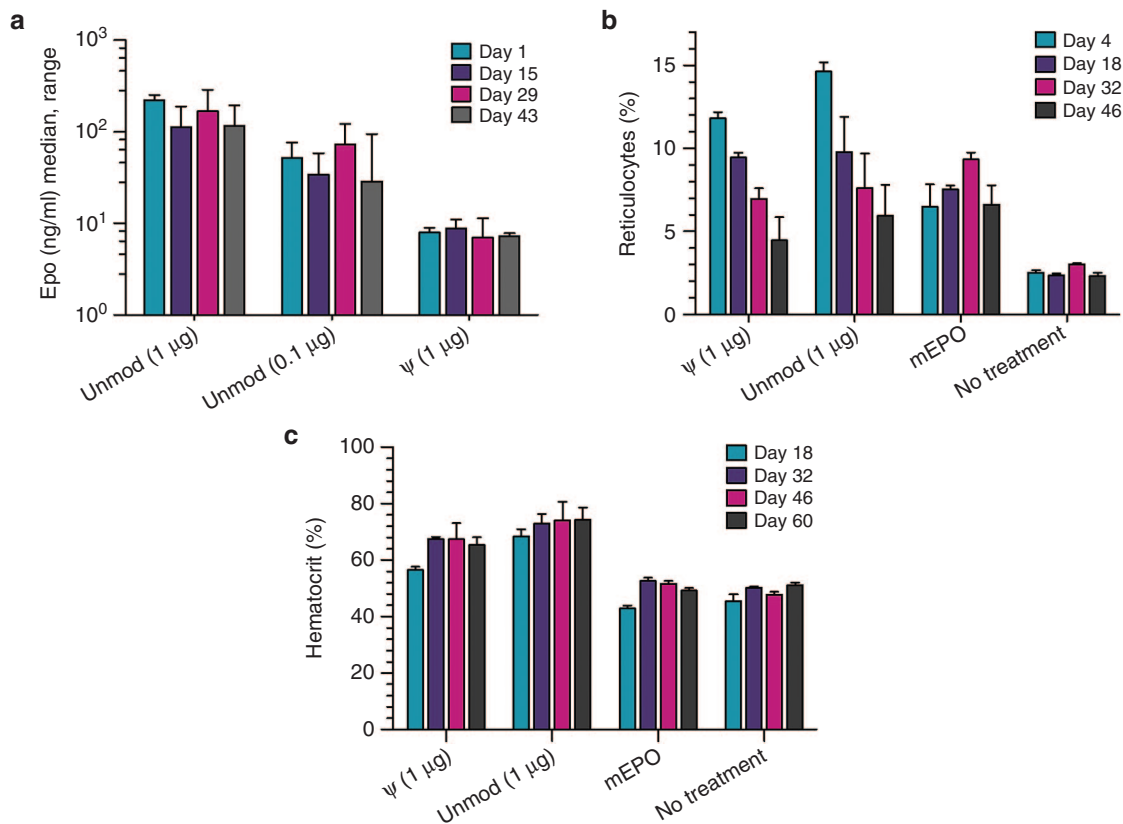 a
Epo (ng/ml) median, range
10³
10²
10¹
10⁰
Day 1
Day 15
Day 29
Day 43
Unmod (1 µg)
Unmod (0.1 µg)
ψ (1 µg)
b
Reticulocytes (%)
15
10
5
0
Day 4
Day 18
Day 32
Day 46
ψ (1 µg)
Unmod (1 µg)
mEPO
No treatment
c
Hematocrit (%)
100
80
60
40
20
0
Day 18
Day 32
Day 46
Day 60
ψ (1 µg)
Unmod (1 µg)
mEPO
No treatment